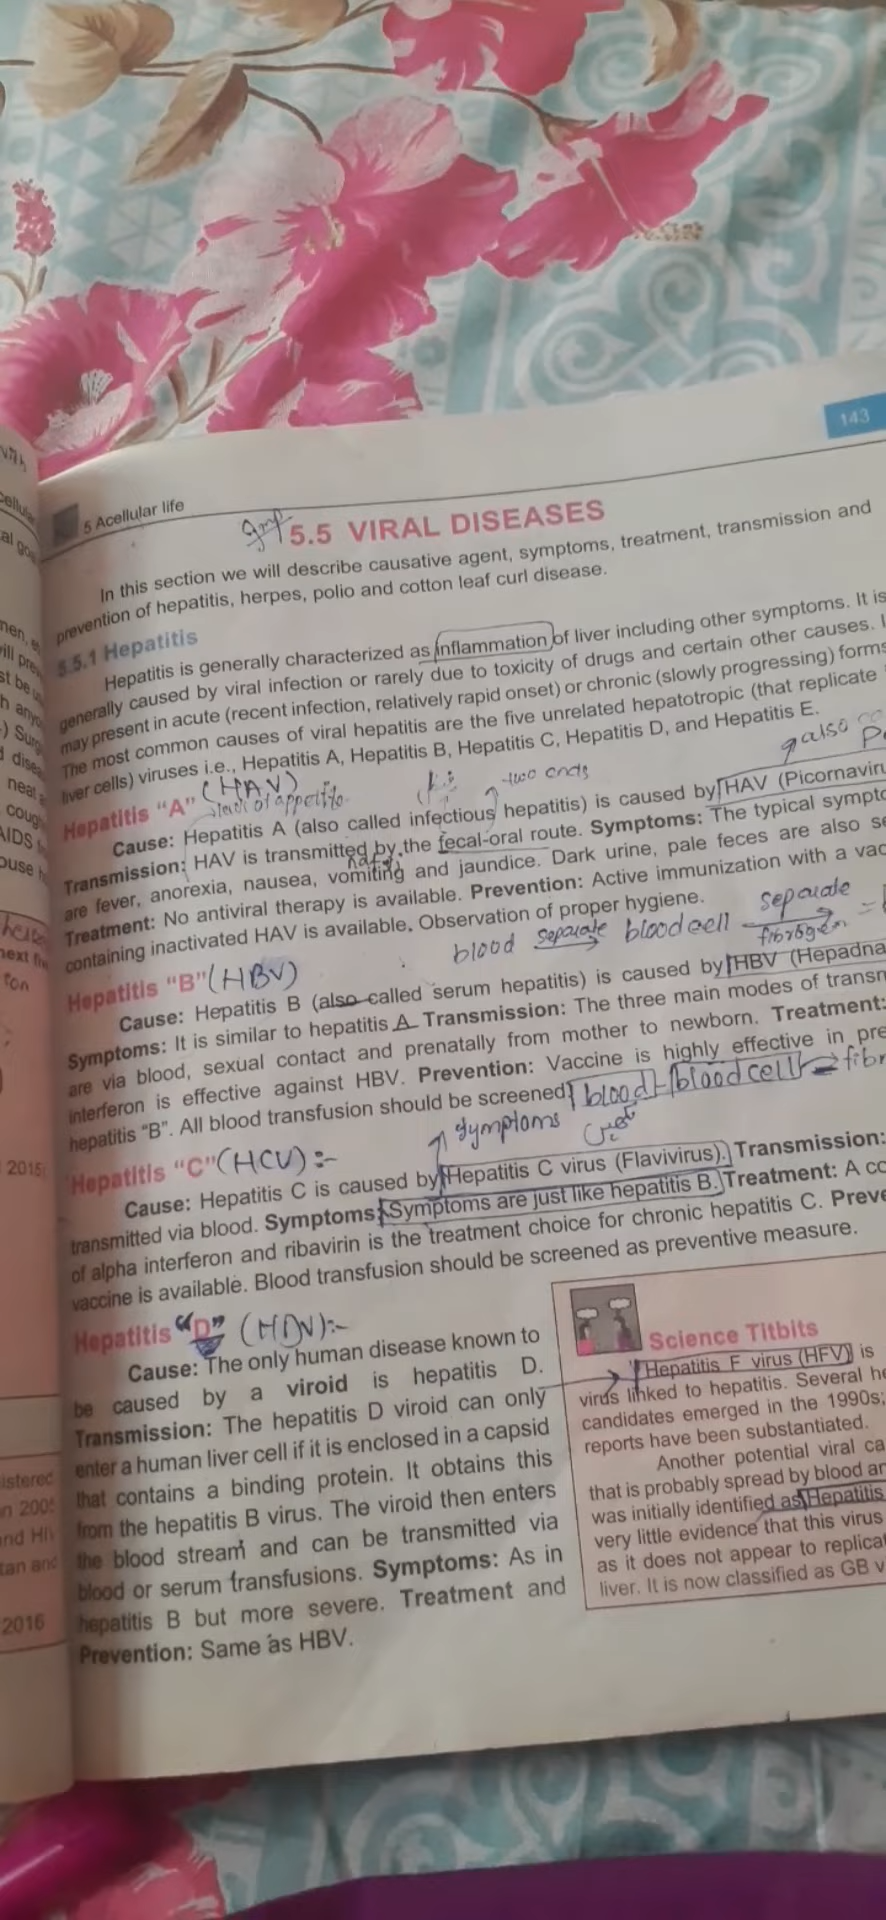 143
5 Acellular life
5.5 VIRAL DISEASES
In this section we will describe causative agent, symptoms, treatment, transmission and
prevention of hepatitis, herpes, polio and cotton leaf curl disease.
5.5.1 Hepatitis
Hepatitis is generally characterized as inflammation of liver including other symptoms. It is
generally caused by viral infection or rarely due to toxicity of drugs and certain other causes.
may present in acute (recent infection, relatively rapid onset) or chronic (slowly progressing) forms
The most common causes of viral hepatitis are the five unrelated hepatotropic (that replicate
liver cells) viruses i.e., Hepatitis A, Hepatitis B, Hepatitis C, Hepatitis D, and Hepatitis E.
also
Hepatitis "A" (HAV)
of appetite
two ends
Cause: Hepatitis A (also called infectious hepatitis) is caused by HAV (Picornaviru
Transmission: HAV is transmitted by the fecal-oral route. Symptoms: The typical sympto
are fever, anorexia, nausea, vomiting and jaundice. Dark urine, pale feces are also se
Treatment: No antiviral therapy is available. Prevention: Active immunization with a vac
containing inactivated HAV is available. Observation of proper hygiene.
blood separate blood cell separate
Hepatitis "B" (HBV)
Cause: Hepatitis B (also called serum hepatitis) is caused by HBV (Hepadna
Symptoms: It is similar to hepatitis A Transmission: The three main modes of transm
are via blood, sexual contact and prenatally from mother to newborn. Treatment:
interferon is effective against HBV. Prevention: Vaccine is highly effective in pre
hepatitis "B". All blood transfusion should be screened blood blood cell fibr
symptoms
Hepatitis "C" (HCV):-
Cause: Hepatitis C is caused by Hepatitis C virus (Flavivirus). Transmission:
transmitted via blood. Symptoms: Symptoms are just like hepatitis B. Treatment: A co
of alpha interferon and ribavirin is the treatment choice for chronic hepatitis C. Preve
vaccine is available. Blood transfusion should be screened as preventive measure.
Hepatitis "D" (HDV):-
Cause: The only human disease known to
be caused by a viroid is hepatitis D.
Transmission: The hepatitis D viroid can only
enter a human liver cell if it is enclosed in a capsid
that contains a binding protein. It obtains this
from the hepatitis B virus. The viroid then enters
the blood stream and can be transmitted via
blood or serum transfusions. Symptoms: As in
hepatitis B but more severe. Treatment and
Prevention: Same as HBV.
Science Titbits
Hepatitis F virus (HFV) is
virus linked to hepatitis. Several he
candidates emerged in the 1990s;
reports have been substantiated.
Another potential viral ca
that is probably spread by blood an
was initially identified as Hepatitis
very little evidence that this virus
as it does not appear to replicat
liver. It is now classified as GB v
2015
2016